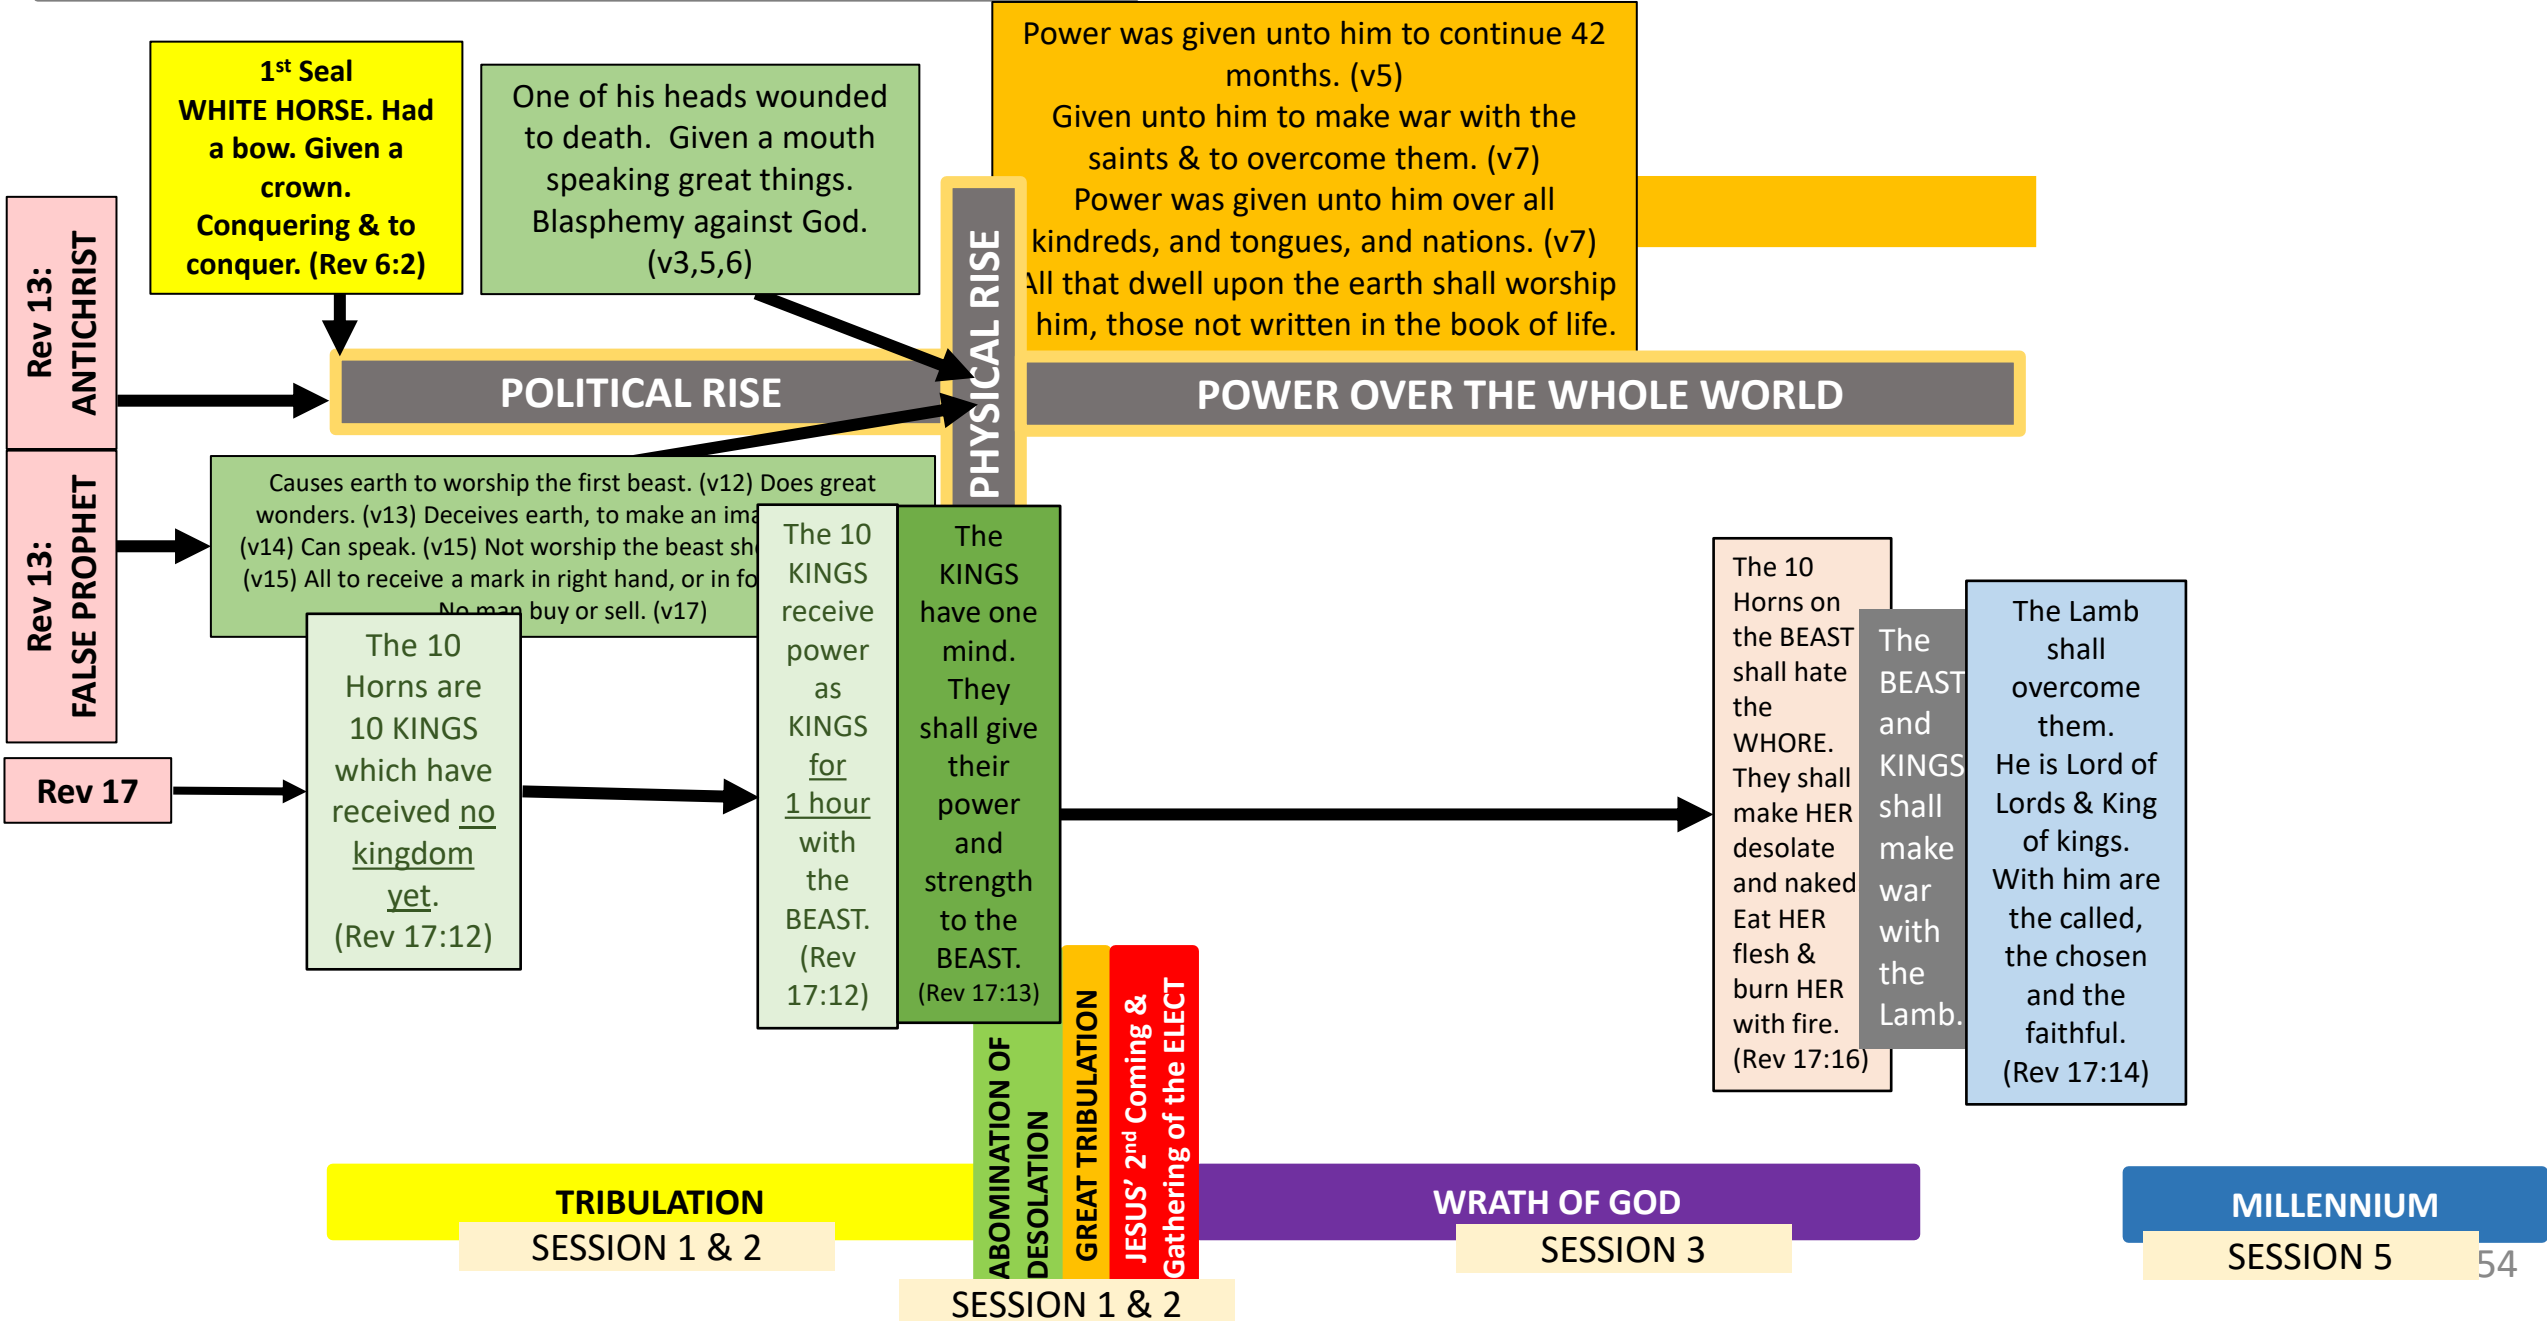 1st Seal
WHITE HORSE. Had
a bow. Given a
crown.
Conquering & to
conquer. (Rev 6:2)
One of his heads wounded
to death.  Given a mouth
speaking great things.
Blasphemy against God.
(v3,5,6)
Power was given unto him to continue 42
months. (v5)
Given unto him to make war with the
saints & to overcome them. (v7)
Power was given unto him over all
kindreds, and tongues, and nations. (v7)
All that dwell upon the earth shall worship
him, those not written in the book of life.
Rev 13:
ANTICHRIST
POLITICAL RISE
PHYSICAL RISE
POWER OVER THE WHOLE WORLD
Rev 13:
FALSE PROPHET
Causes earth to worship the first beast. (v12) Does great
wonders. (v13) Deceives earth, to make an
(v14) Can speak. (v15) Not worship the beast
(v15) All to receive a mark in right hand, or in
No man buy or sell. (v17)
Rev 17
The 10
Horns are
10 KINGS
which have
received no
kingdom
yet.
(Rev 17:12)
The 10
KINGS
receive
power
as
KINGS
for
1 hour
with
the
BEAST.
(Rev
17:12)
The
KINGS
have one
mind.
They
shall give
their
power
and
strength
to the
BEAST.
(Rev 17:13)
The 10
Horns on
the BEAST
shall hate
the
WHORE.
They shall
make HER
desolate
and naked
Eat HER
flesh &
burn HER
with fire.
(Rev 17:16)
The
BEAST
and
KINGS
shall
make
war
with
the
Lamb.
The Lamb
shall
overcome
them.
He is Lord of
Lords & King
of kings.
With him are
the called,
the chosen
and the
faithful.
(Rev 17:14)
TRIBULATION
SESSION 1 & 2
ABOMINATION OF
DESOLATION
GREAT TRIBULATION
JESUS’ 2nd Coming &
Gathering of the ELECT
SESSION 1 & 2
WRATH OF GOD
SESSION 3
MILLENNIUM
SESSION 5
54